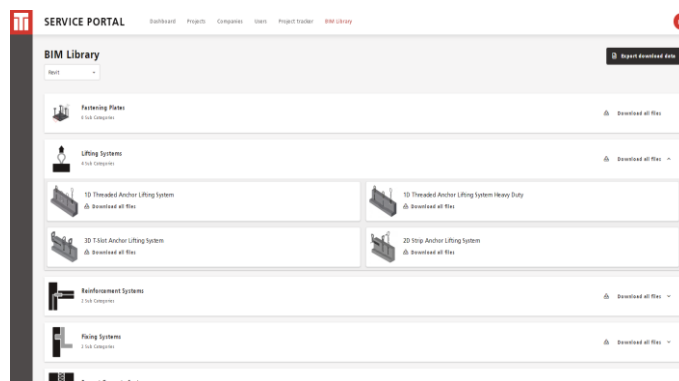 SERVICE PORTAL
Dashboard Projects Companies Users Project tracker BIM Library
BIM Library
Export download data
Revit
Fastening Plates
Sub Categories
Download all files
Lifting Systems
4 Sub Categories
Download all files
1D Threaded Anchor Lifting System
Download all files
1D Threaded Anchor Lifting System Heavy Duty
Download all files
3D T-Slot Anchor Lifting System
Download all files
2D Strip Anchor Lifting System
Download all files
Reinforcement Systems
2 Sub Categories
Download all files
Fixing Systems
2 Sub Categories
Download all files